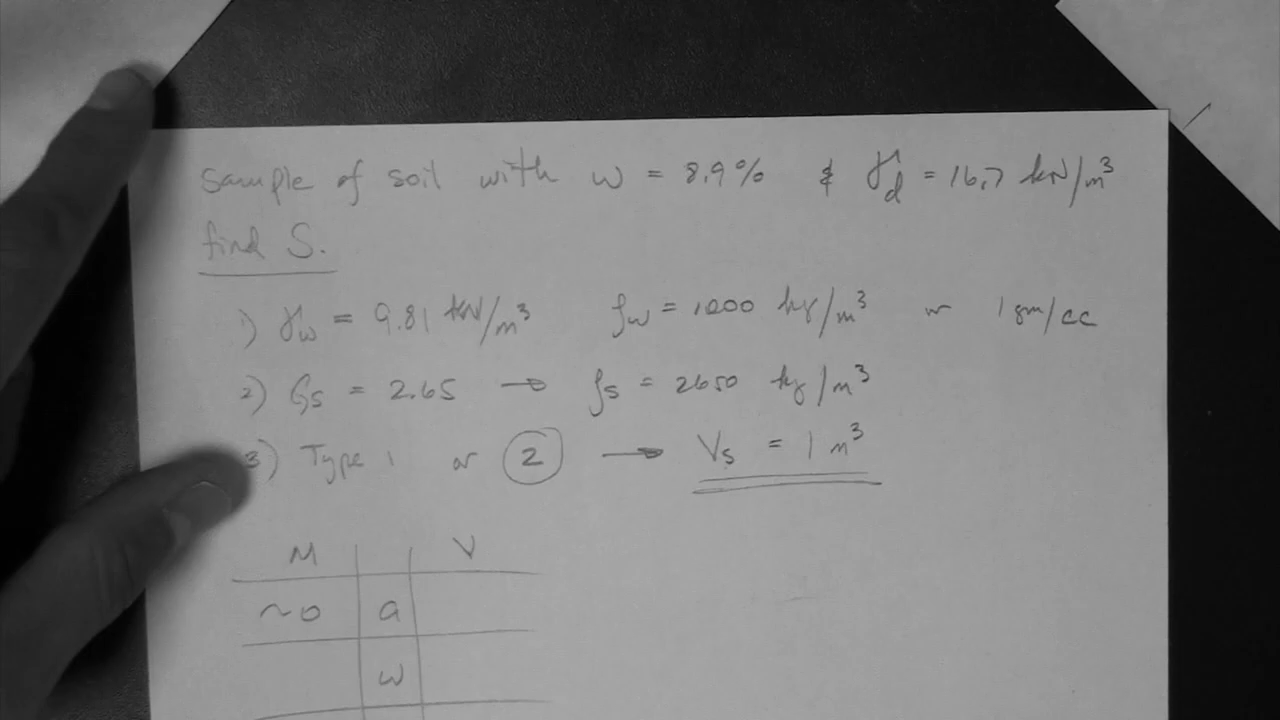 Sample of soil with w = 8.9% & γd = 16.7 kN/m³
find S.
1) γw = 9.81 kN/m³ ρw = 1000 kg/m³ or 1 gm/cc
2) Gs = 2.65 → ρs = 2650 kg/m³
3) Type 1 or 2 → Vs = 1 m³
M V
~0 a
w